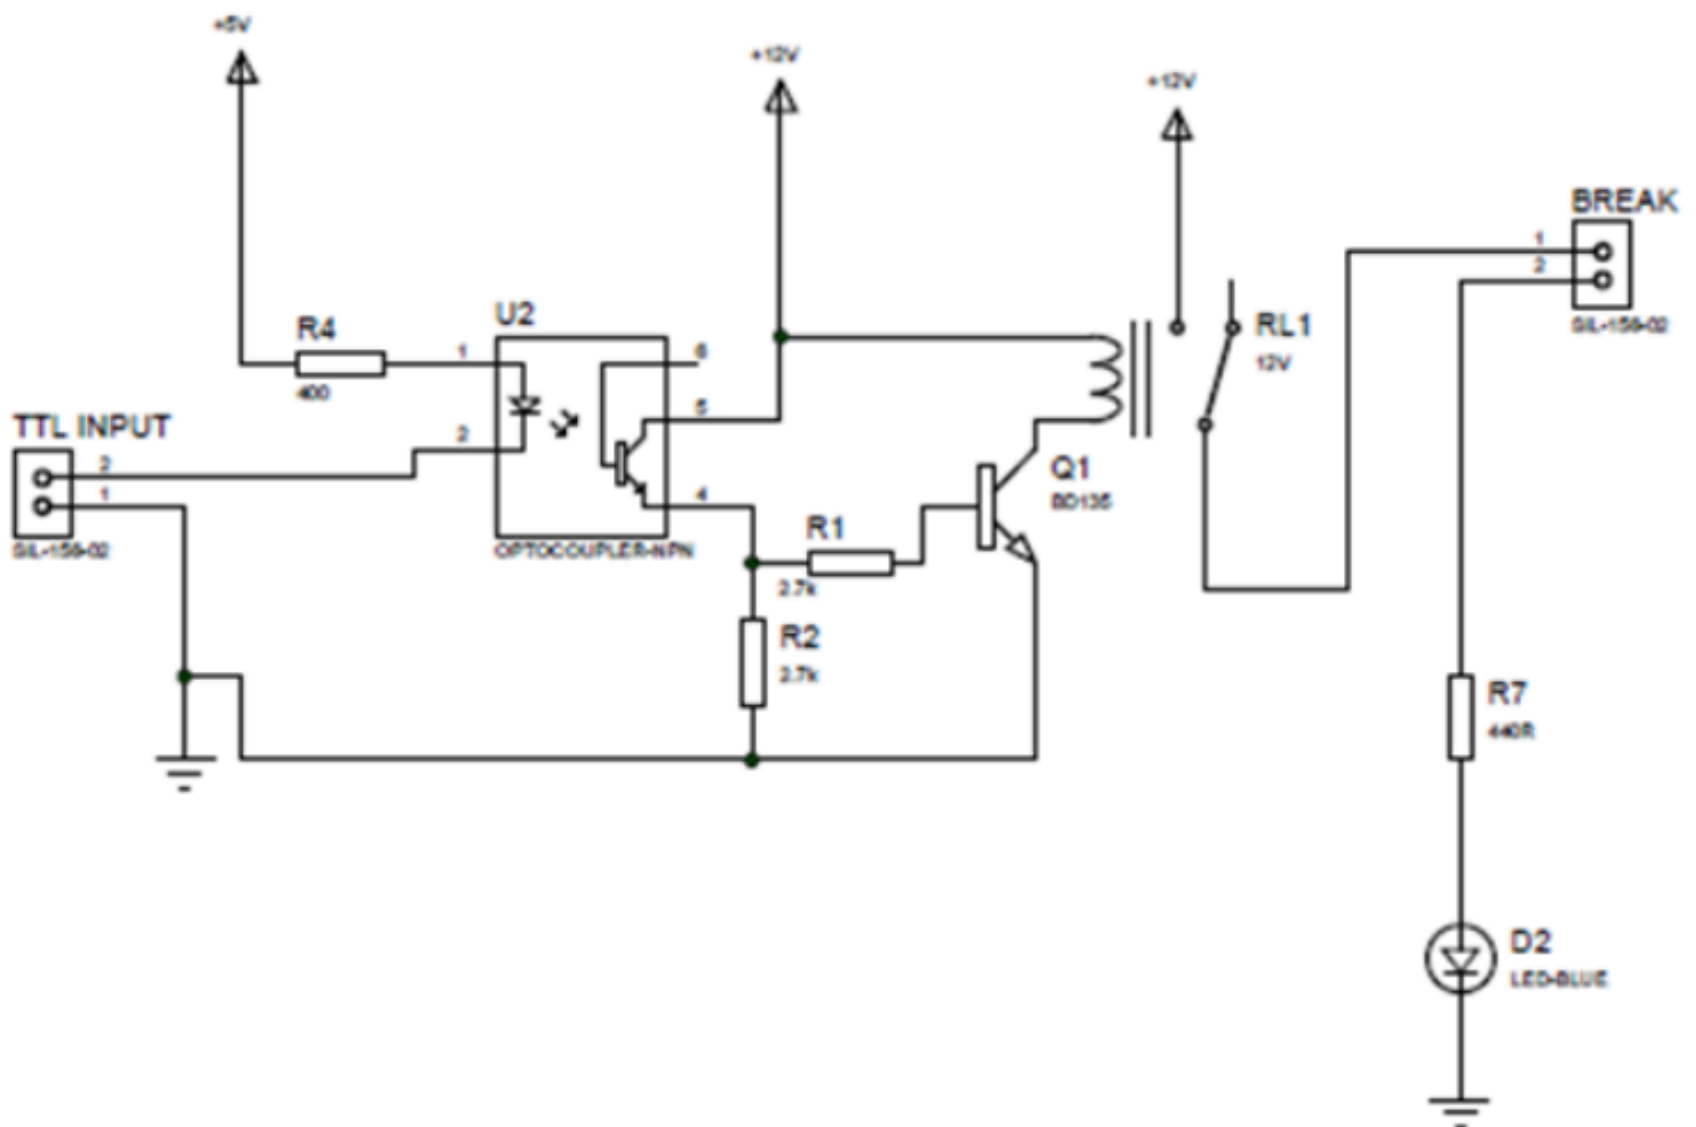 +5V
+12V
+12V
BREAK
1
2
SIL-156-02
U2
R4
400
1
2
6
5
4
OPTOCOUPLER-NPN
RL1
12V
TTL INPUT
2
1
SIL-156-02
Q1
BD135
R1
2.7k
R2
2.7k
R7
440R
D2
LED-BLUE